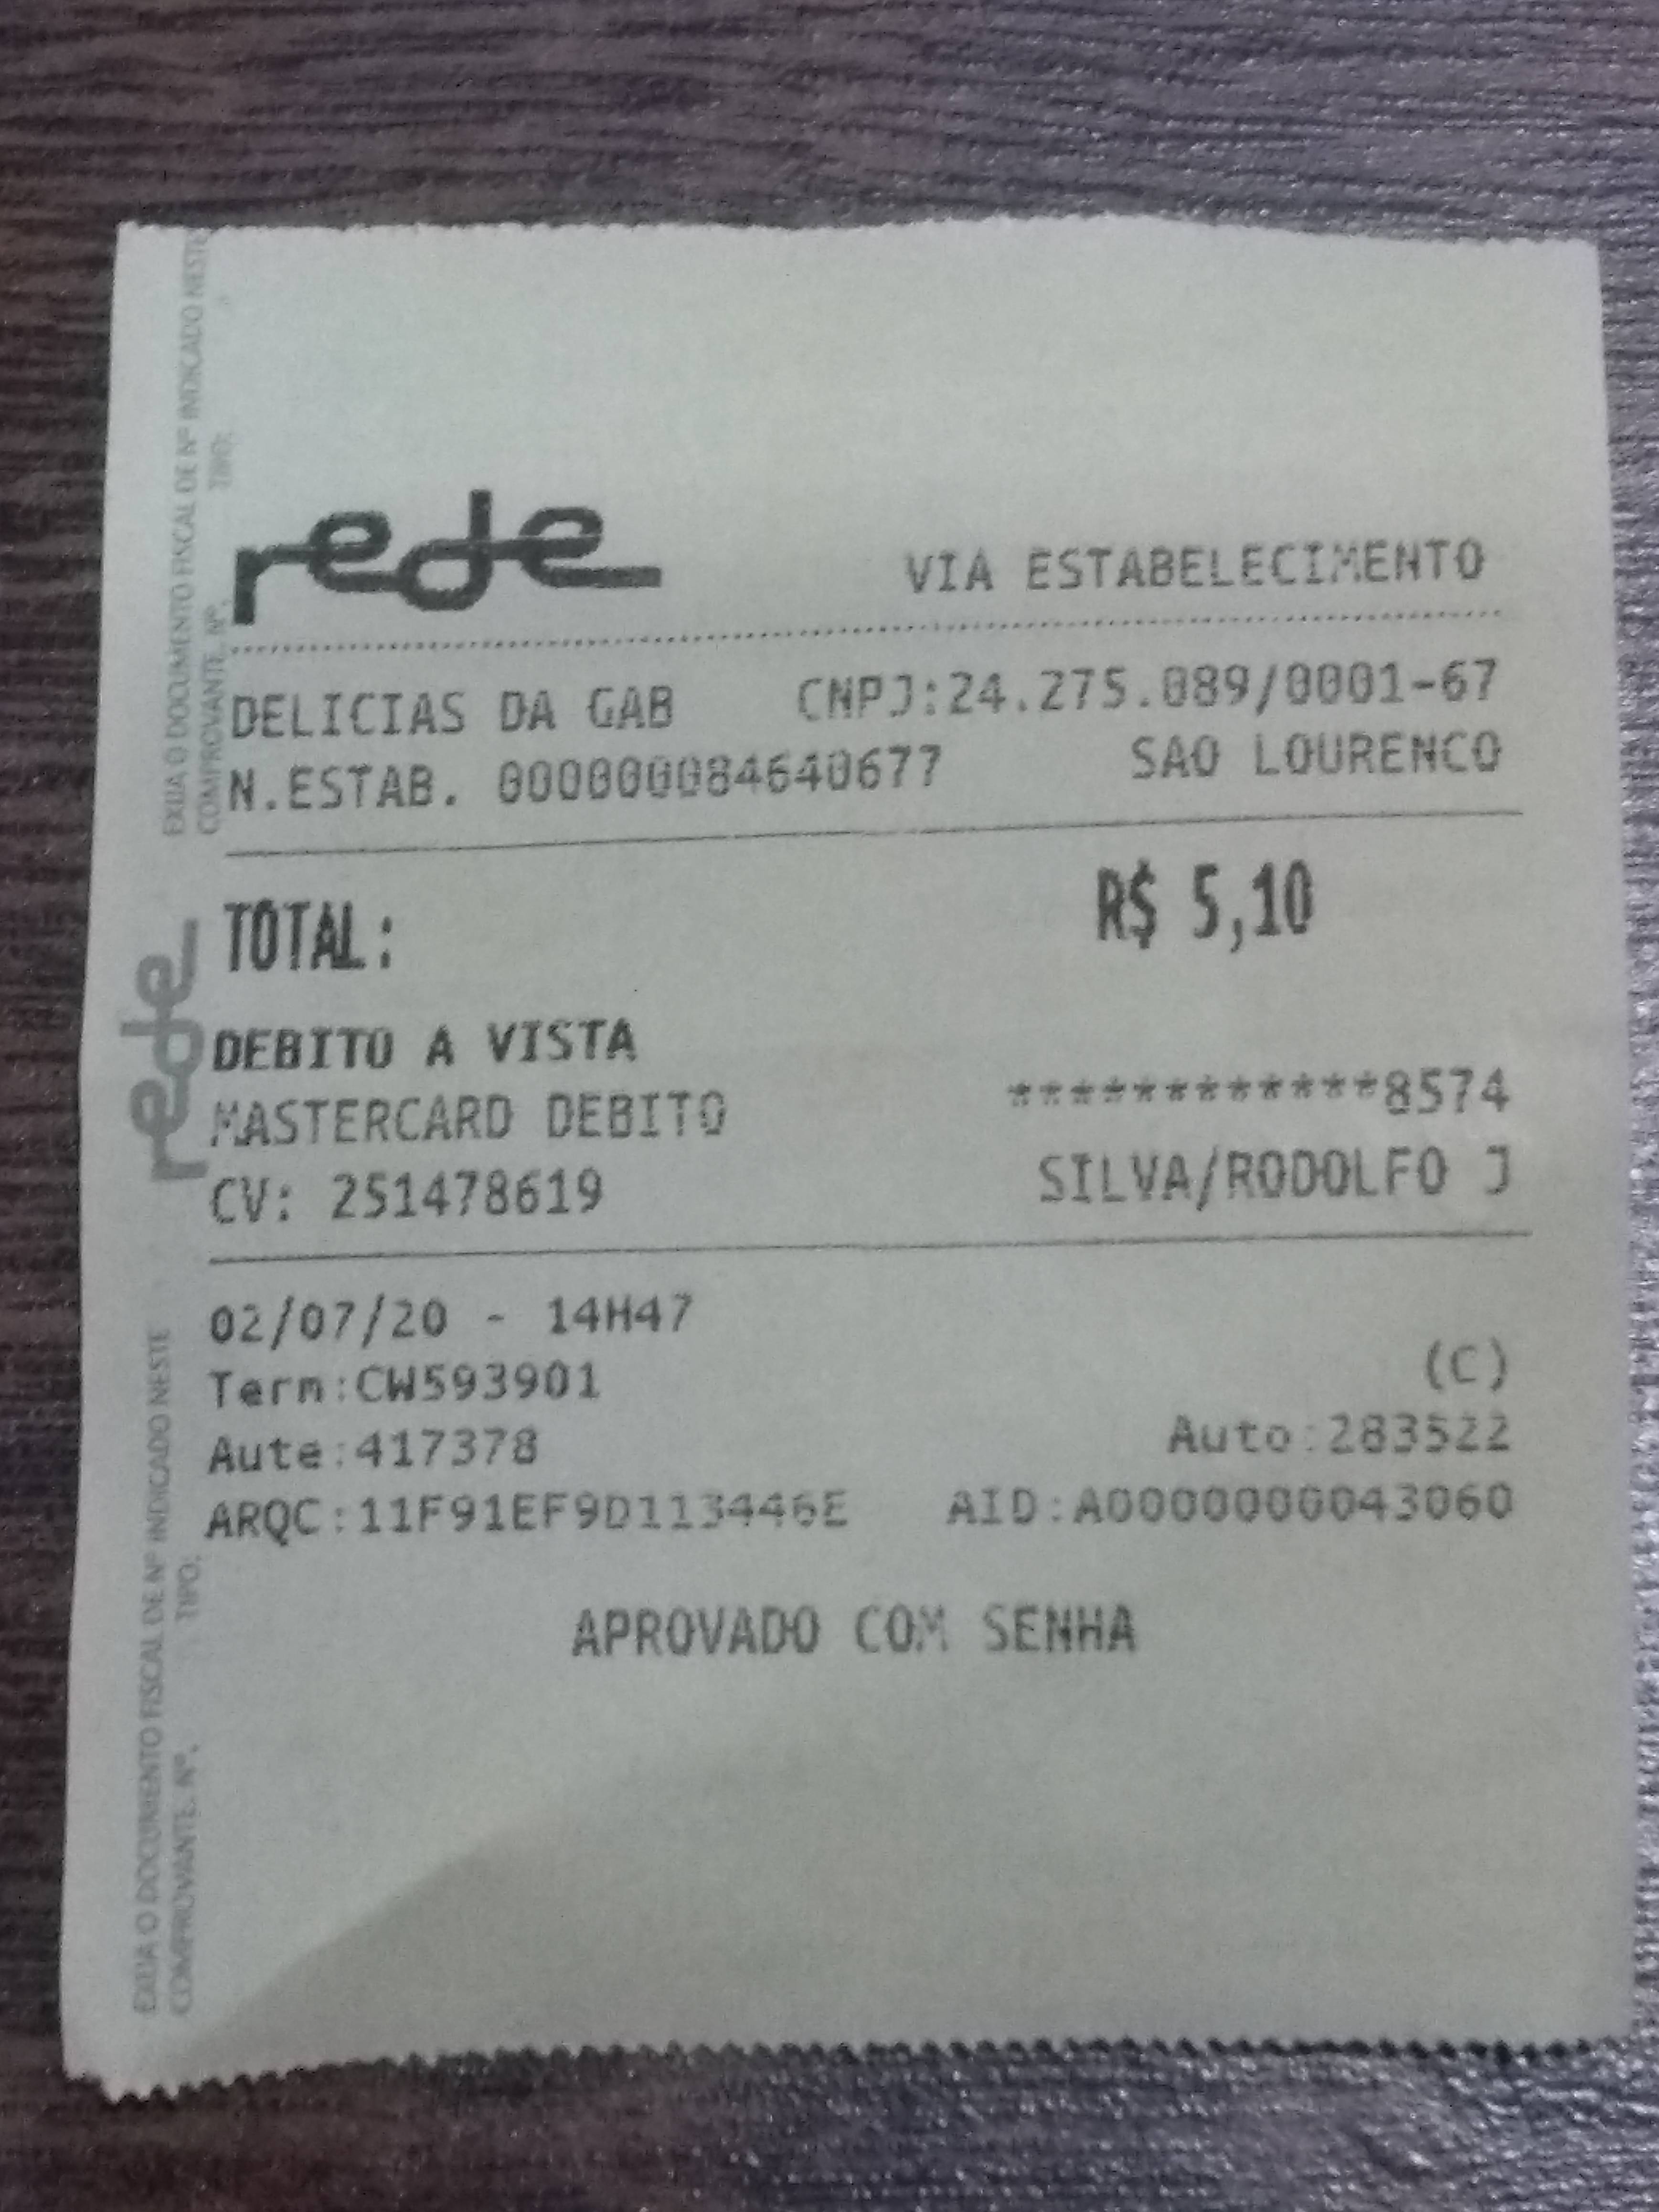 rede VIA ESTABELECIMENTO
DELICIAS DA GAB CNPJ:24.275.089/0001-67
N.ESTAB. 000000084640677 SAO LOURENCO
TOTAL: R$ 5,10
DEBITO A VISTA
MASTERCARD DEBITO ************8574
CV: 251478619 SILVA/RODOLFO J
02/07/20 - 14H47
Term:CW593901 (C)
Aute:417378 Auto:283522
ARQC:11F91EF9D113446E AID:A0000000043060
APROVADO COM SENHA
EXIJA O DOCUMENTO FISCAL DE Nº INDICADO NESTE
COMPROVANTE. Nº. TIPO:
rede
EXIJA O DOCUMENTO FISCAL DE Nº INDICADO NESTE
COMPROVANTE. Nº. TIPO: